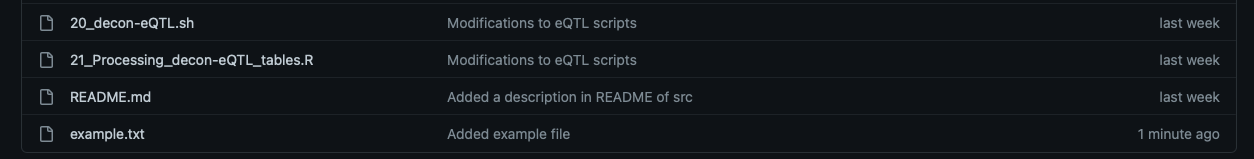 20_decon-eQTL.sh Modifications to eQTL scripts last week
21_Processing_decon-eQTL_tables.R Modifications to eQTL scripts last week
README.md Added a description in README of src last week
example.txt Added example file 1 minute ago